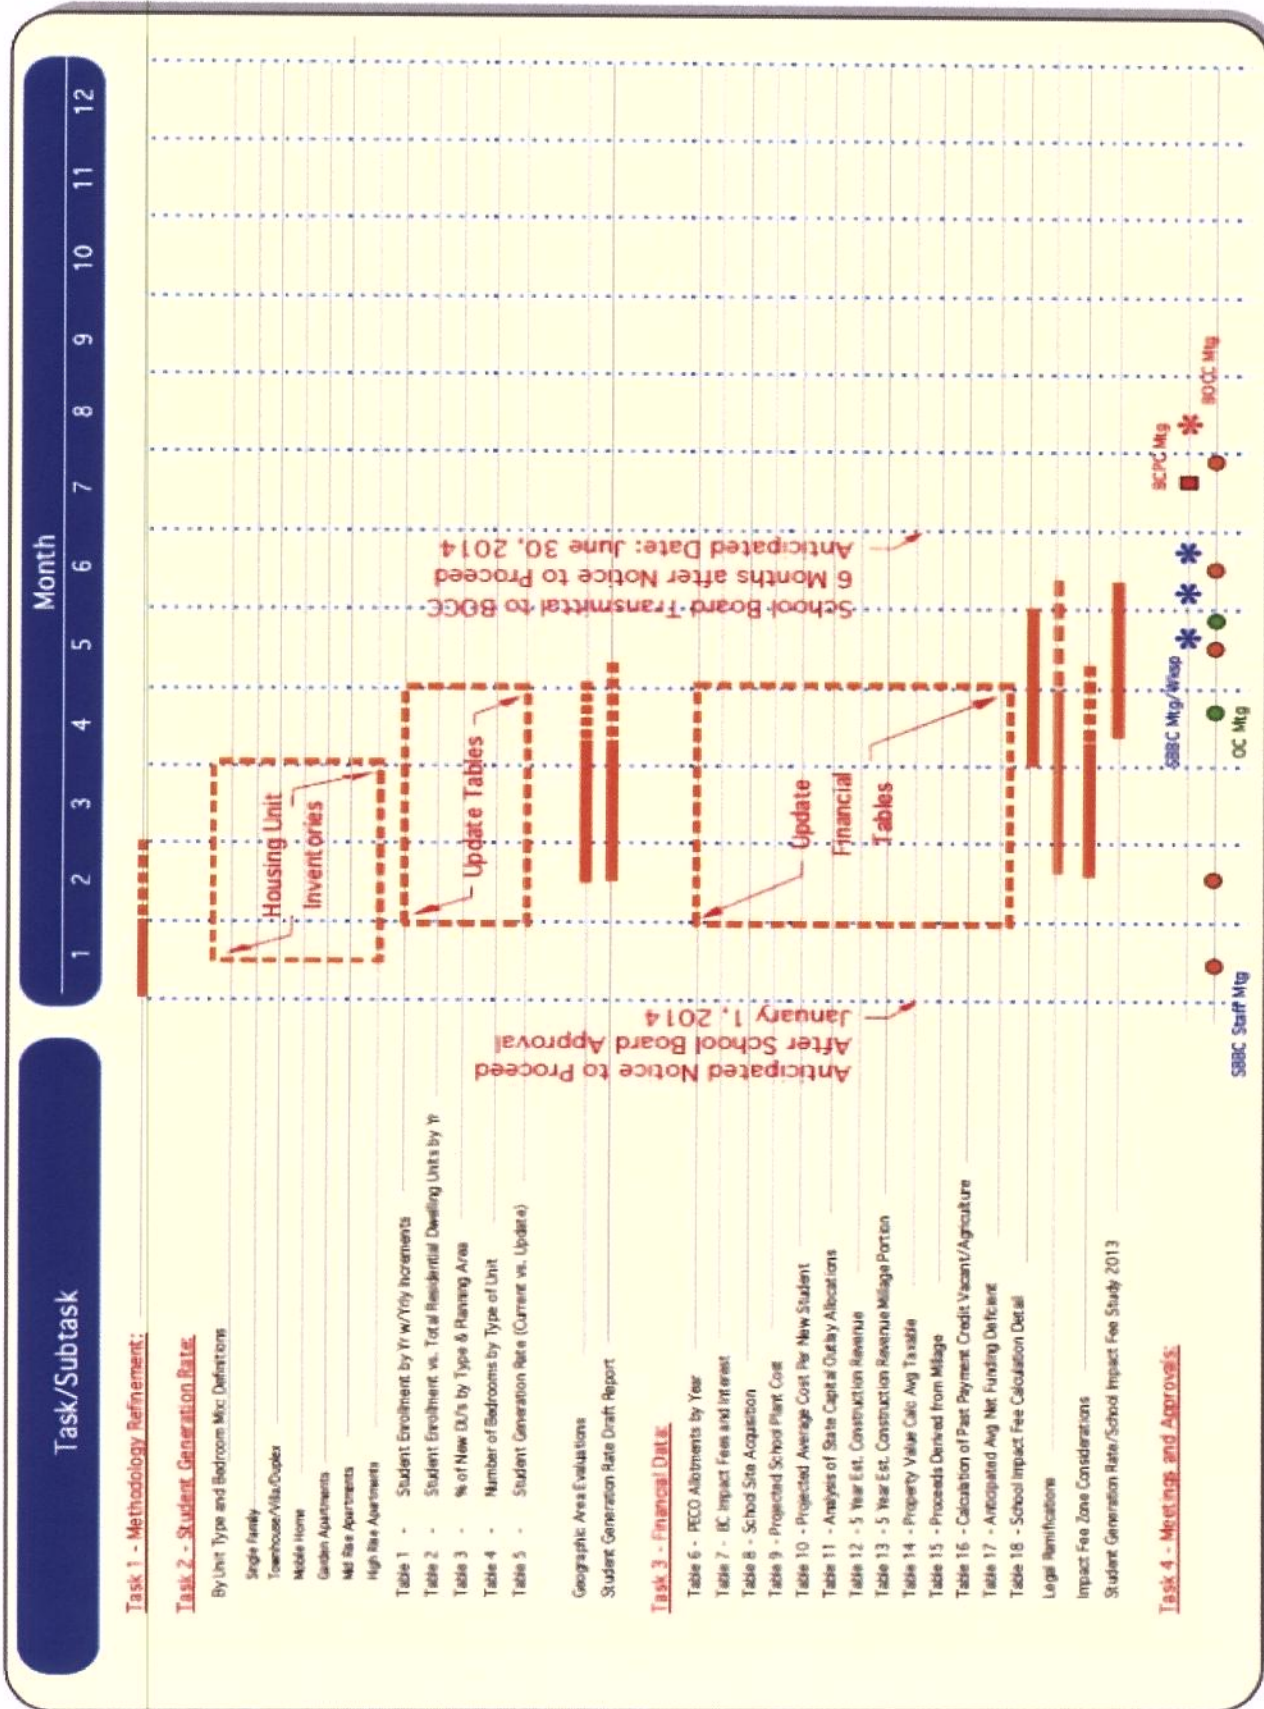 Task/Subtask
Month
1 2 3 4 5 6 7 8 9 10 11 12
Task 1 - Methodology Refinement:
Task 2 - Student Generation Rate:
By Unit Type and Bedroom Mix Definitions
Single Family
Townhouse/Villa/Duplex
Mobile Home
Garden Apartments
Mid Rise Apartments
High Rise Apartments
Housing Unit
Inventories
Table 1 - Student Enrollment by Yr w/Yrly Increments
Table 2 - Student Enrollment vs. Total Residential Dwelling Units by Yr
Table 3 - % of New DU's by Type & Planning Area
Table 4 - Number of Bedrooms by Type of Unit
Table 5 - Student Generation Rate (Current vs. Update)
Update Tables
Geographic Area Evaluations
Student Generation Rate Draft Report
Anticipated Notice to Proceed
After School Board Approval
January 1, 2014
School Board Transmittal to BOCC
6 Months after Notice to Proceed
Anticipated Date: June 30, 2014
Task 3 - Financial Data:
Table 6 - PECO Allotments by Year
Table 7 - BC Impact Fees and Interest
Table 8 - School Site Acquisition
Table 9 - Projected School Plant Cost
Table 10 - Projected Average Cost Per New Student
Table 11 - Analysis of State Capital Outlay Allocations
Table 12 - 5 Year Est. Construction Revenue
Table 13 - 5 Year Est. Construction Revenue Millage Portion
Table 14 - Property Value Calc Avg Taxable
Table 15 - Proceeds Derived from Millage
Table 16 - Calculation of Past Payment Credit Vacant/Agriculture
Table 17 - Anticipated Avg Net Funding Deficient
Table 18 - School Impact Fee Calculation Detail
Update
Financial
Tables
Legal Ramifications
Impact Fee Zone Considerations
Student Generation Rate/School Impact Fee Study 2013
Task 4 - Meetings and Approvals:
SBBC Mtg/Wksp
BCPC Mtg
BOCC Mtg
SBBC Staff Mtg
OC Mtg